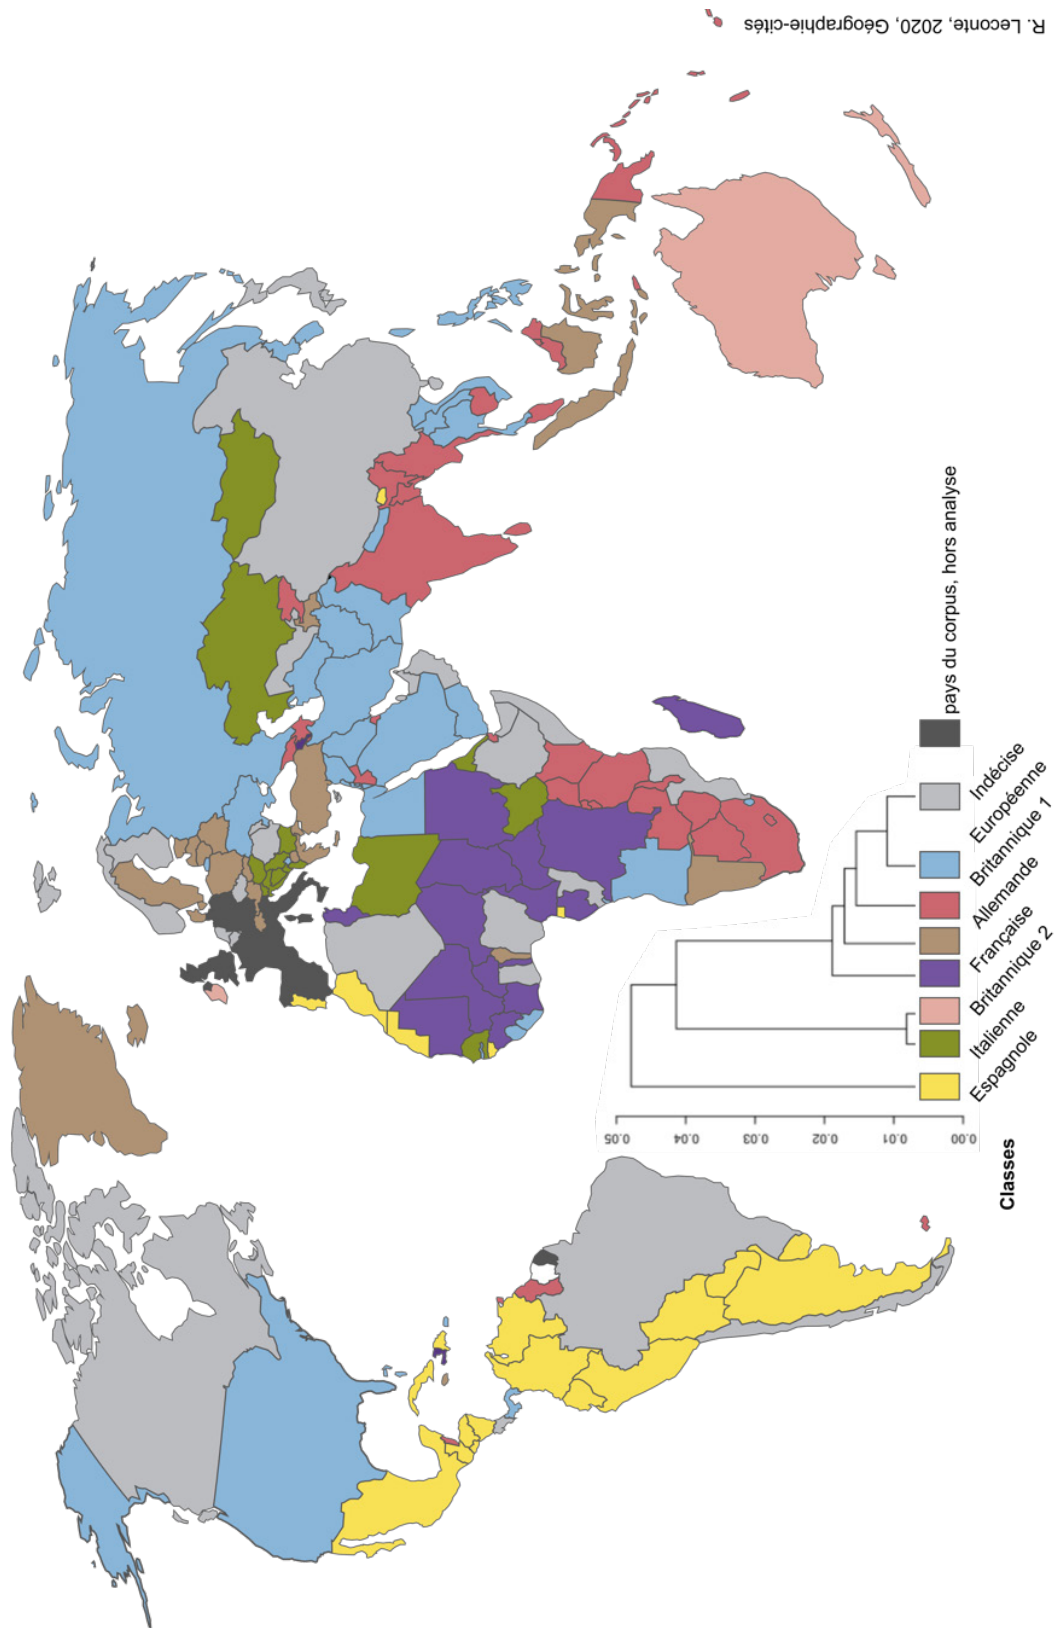 R. Leconte, 2020, Géographie-cités
pays du corpus, hors analyse
Indécise
Européenne
Britannique 1
Allemande
Française
Britannique 2
Italienne
Espagnole
0.05
0.04
0.03
0.02
0.01
0.00
Classes